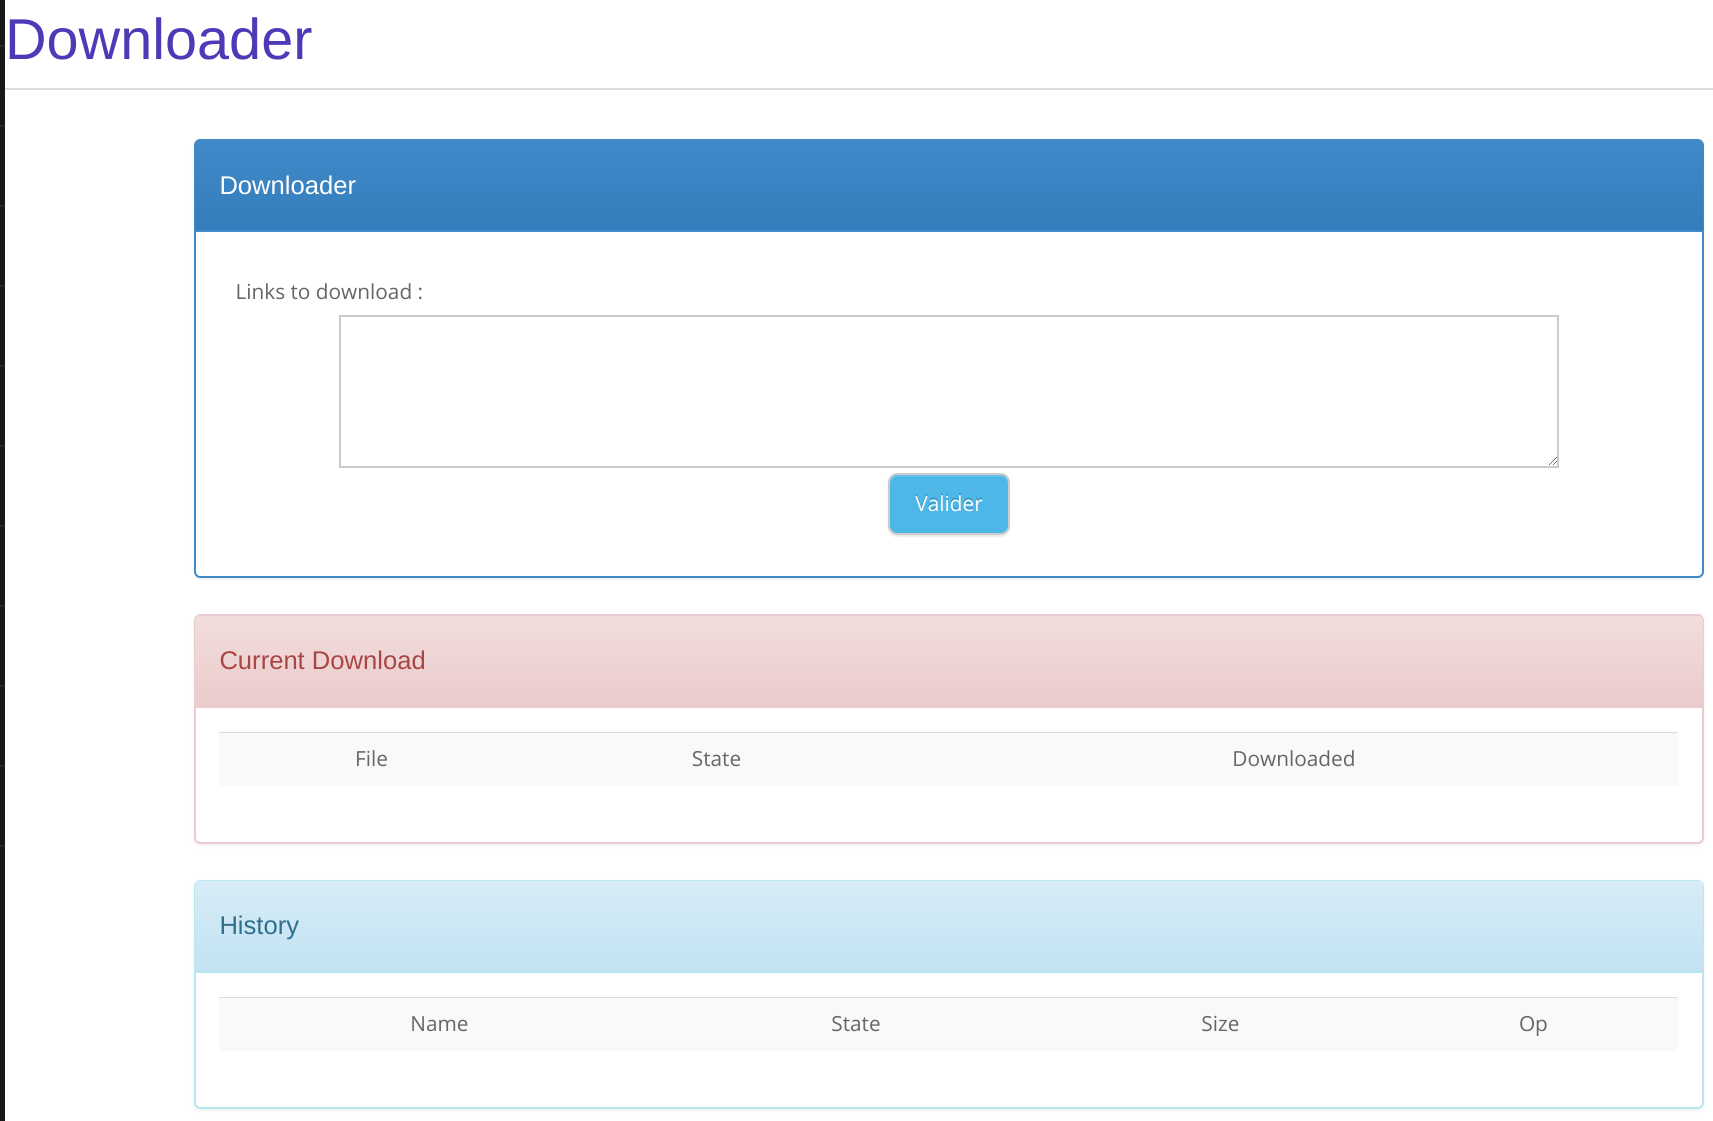 Downloader
Downloader
Links to download :
Valider
Current Download
File State Downloaded
History
Name State Size Op